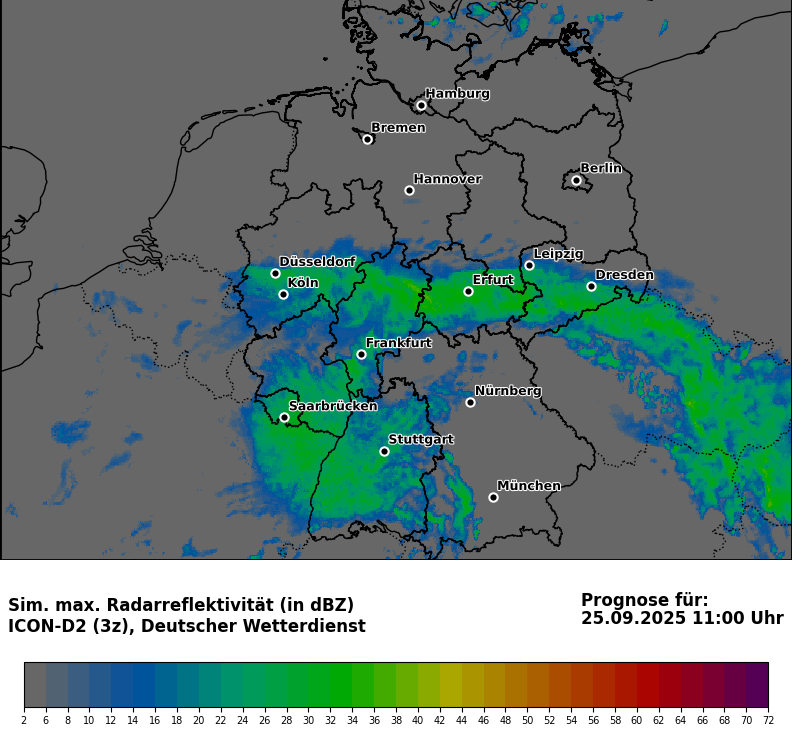 Hamburg
Bremen
Berlin
Hannover
Leipzig
Düsseldorf
Dresden
Köln
Erfurt
Frankfurt
Nürnberg
Saarbrücken
Stuttgart
München
Sim. max. Radarreflektivität (in dBZ)
ICON-D2 (3z), Deutscher Wetterdienst
Prognose für:
25.09.2025 11:00 Uhr
2 6 8 10 12 14 16 18 20 22 24 26 28 30 32 34 36 38 40 42 44 46 48 50 52 54 56 58 60 62 64 66 68 70 72